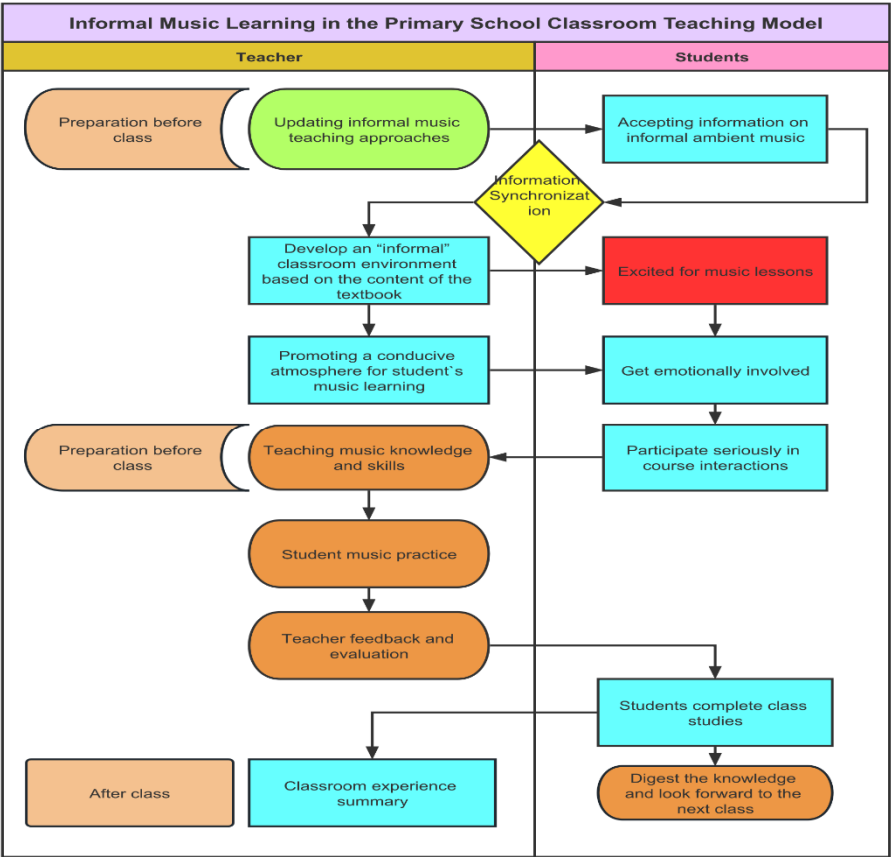 Informal Music Learning in the Primary School Classroom Teaching Model
Teacher
Students
Preparation before
class
Updating informal music
teaching approaches
Accepting information on
informal ambient music
Information
Synchronizat
ion
Develop an “informal”
classroom environment
based on the content of the
textbook
Excited for music lessons
Promoting a conducive
atmosphere for student`s
music learning
Get emotionally involved
Preparation before
class
Teaching music knowledge
and skills
Participate seriously in
course interactions
Student music practice
Teacher feedback and
evaluation
Students complete class
studies
After class
Classroom experience
summary
Digest the knowledge
and look forward to the
next class